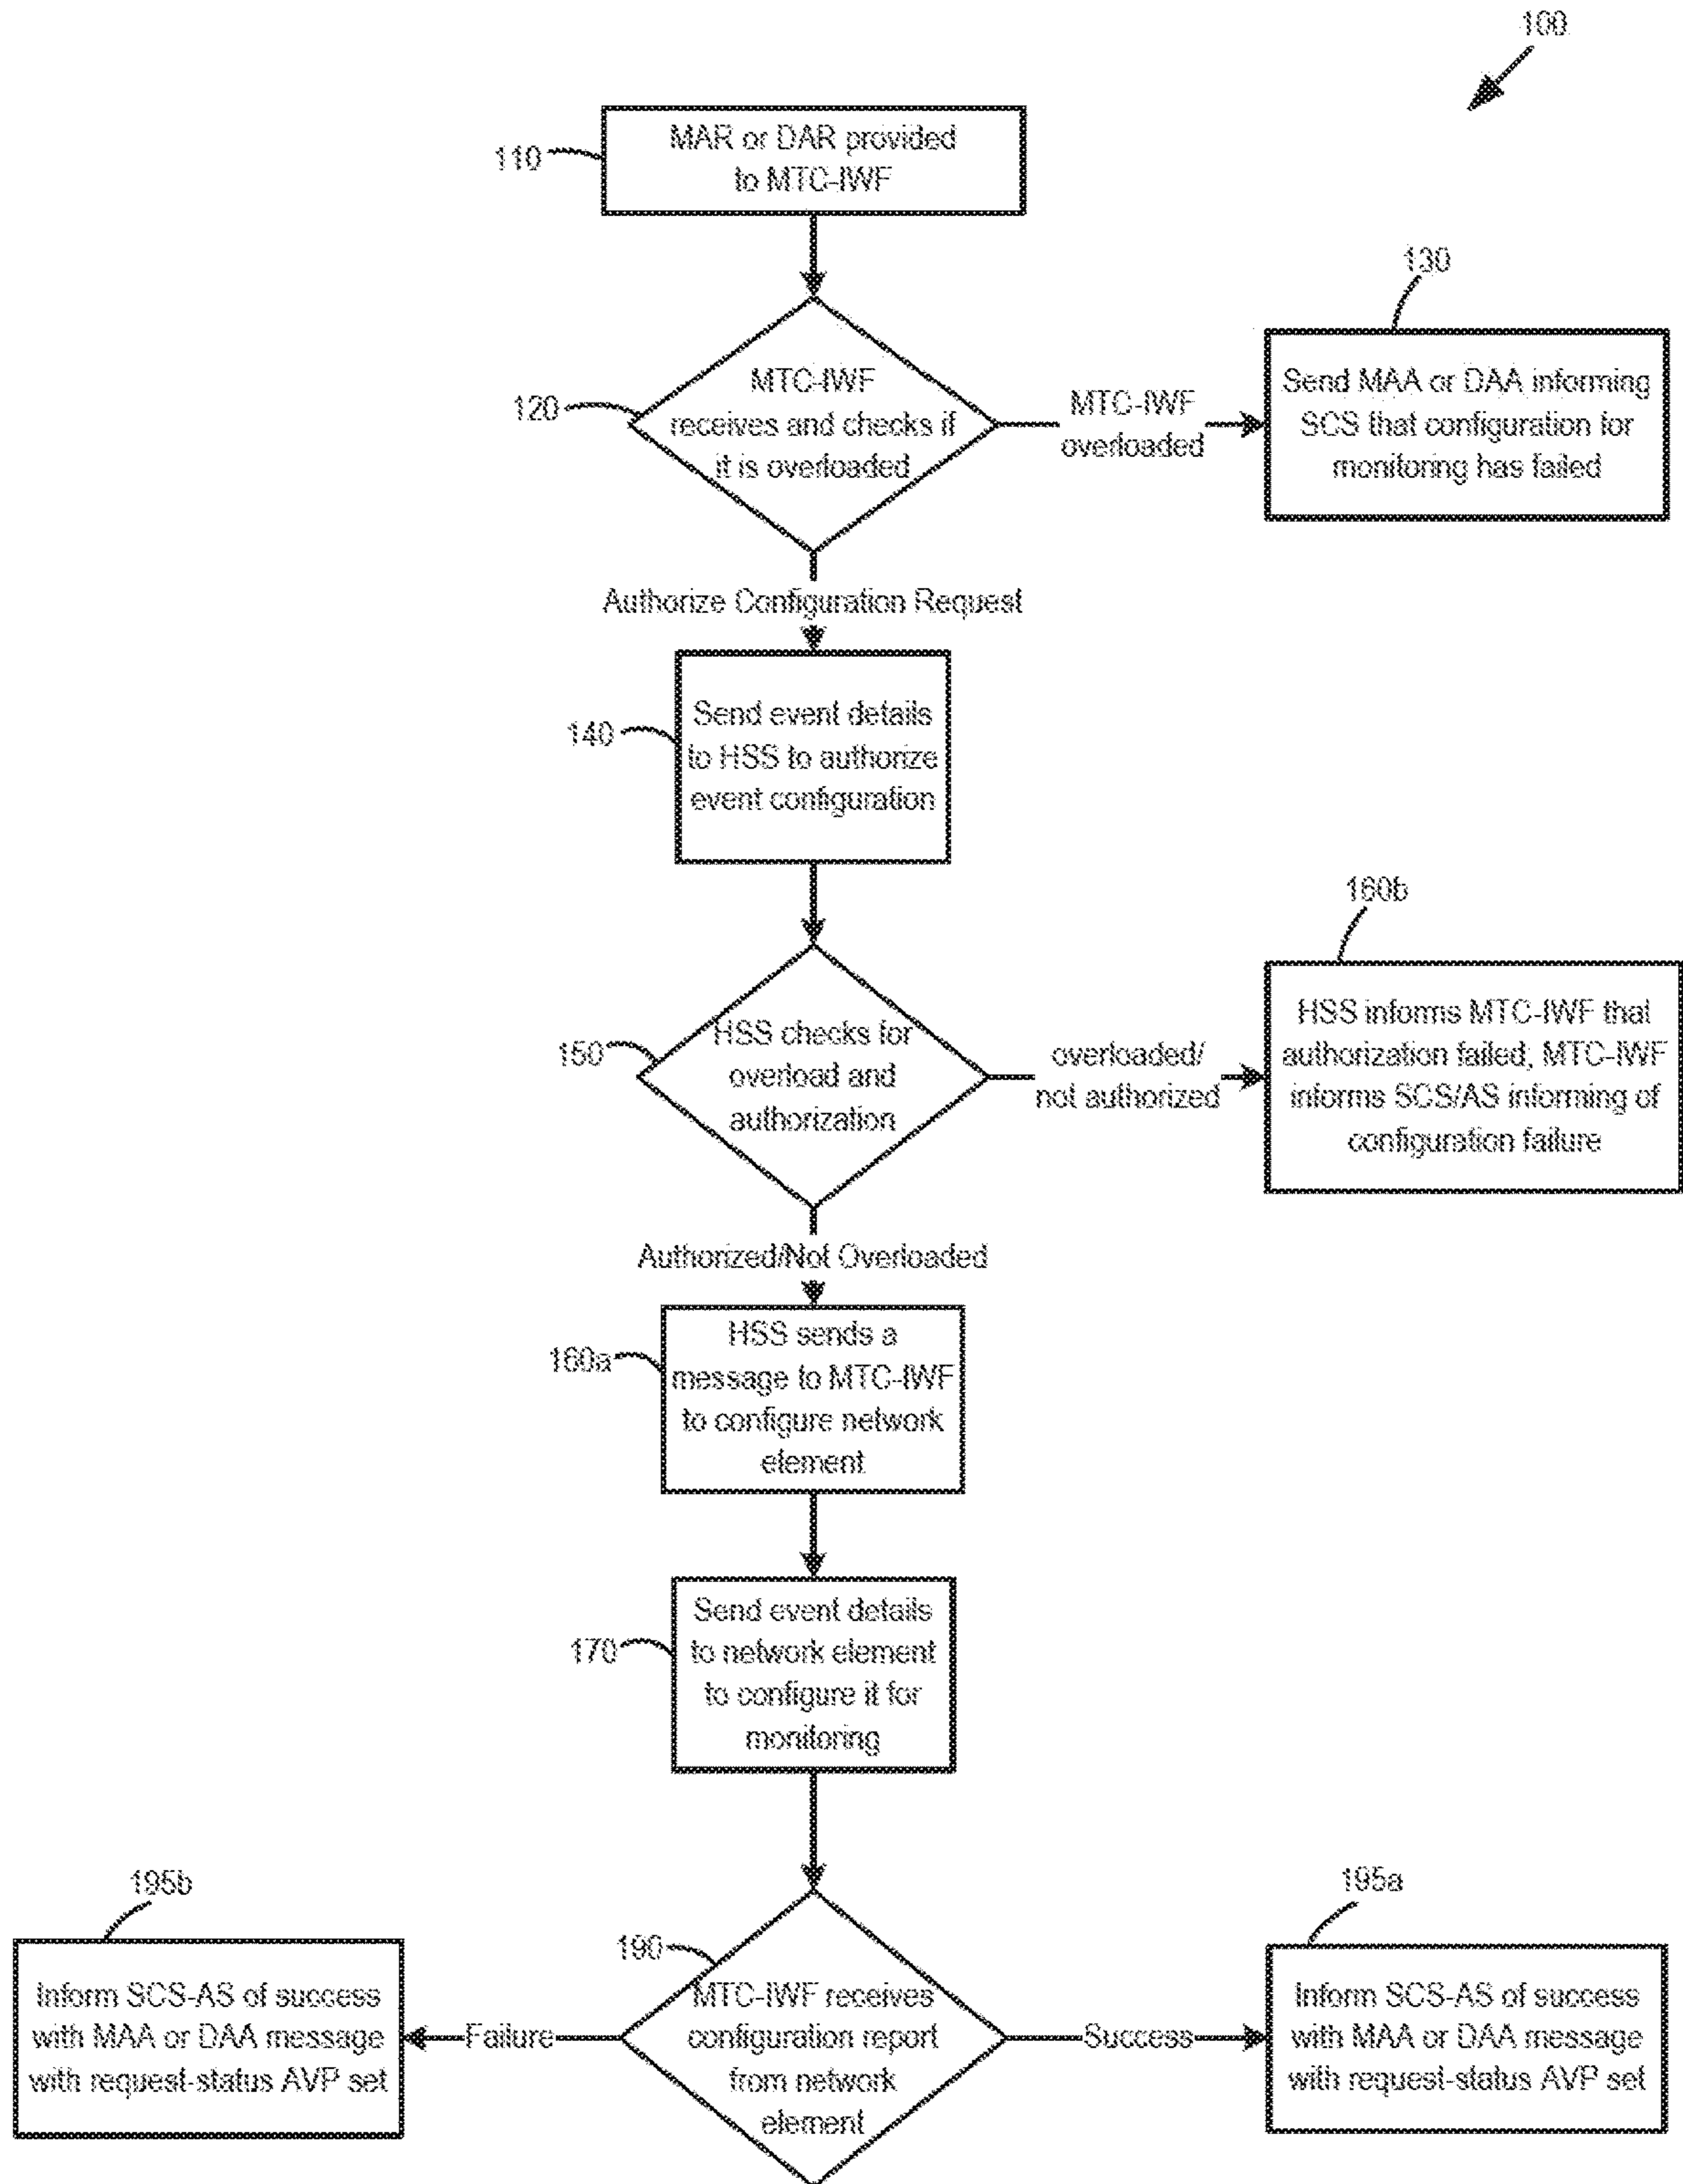 100
110
MAR or DAR provided
to MTC-IWF
120
MTC-IWF
receives and checks if
it is overloaded
MTC-IWF
overloaded
130
Send MAA or DAA informing
SCS that configuration for
monitoring has failed
Authorize Configuration Request
140
Send event details
to HSS to authorize
event configuration
150
HSS checks for
overload and
authorization
overloaded/
not authorized
160b
HSS informs MTC-IWF that
authorization failed; MTC-IWF
informs SCS/AS informing of
configuration failure
Authorized/Not Overloaded
160a
HSS sends a
message to MTC-IWF
to configure network
element
170
Send event details
to network element
to configure it for
monitoring
190
MTC-IWF receives
configuration report
from network
element
Failure
195b
Inform SCS-AS of success
with MAA or DAA message
with request-status AVP set
Success
195a
Inform SCS-AS of success
with MAA or DAA message
with request-status AVP set